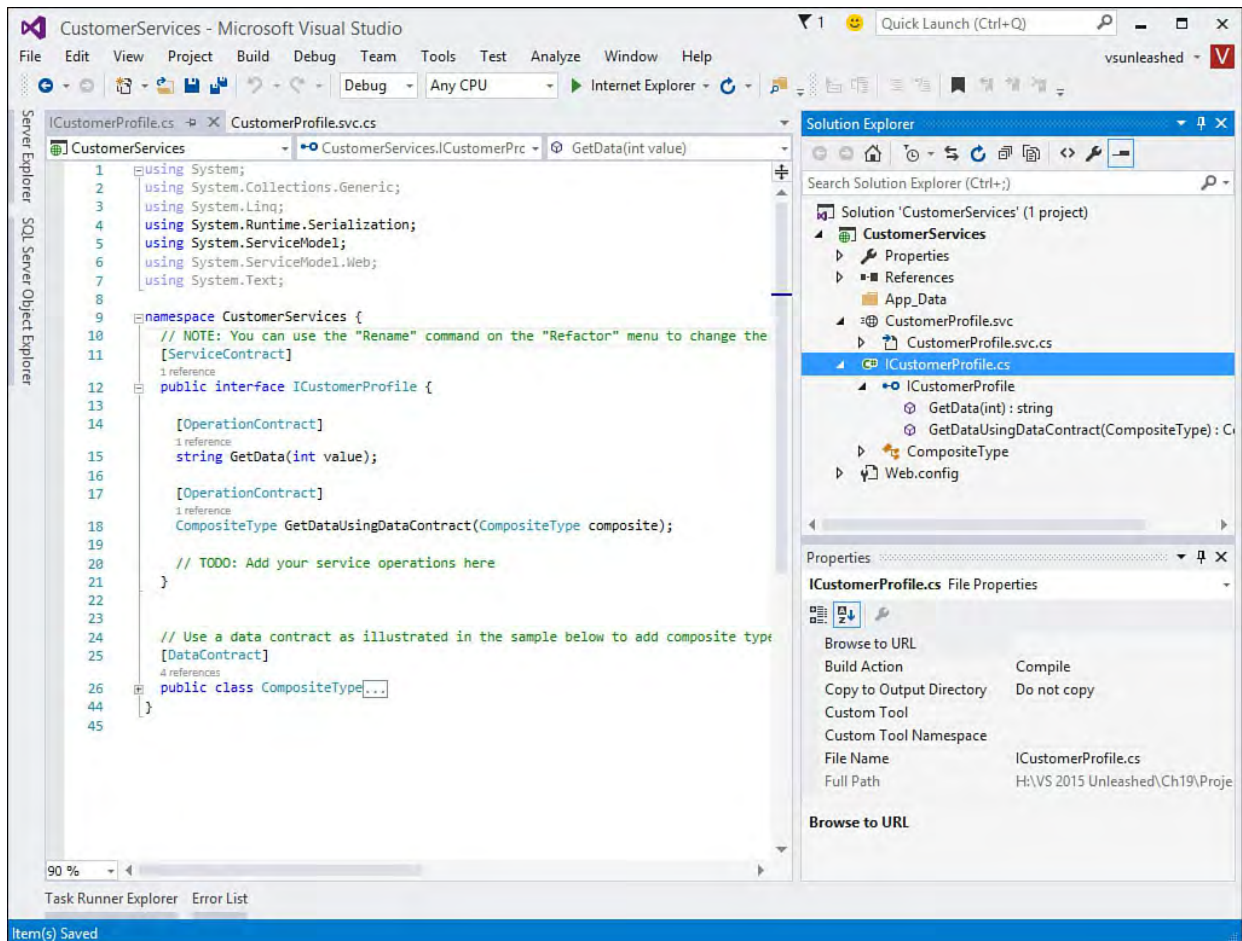 CustomerServices - Microsoft Visual Studio
1
Quick Launch (Ctrl+Q)
File Edit View Project Build Debug Team Tools Test Analyze Window Help
vsunleashed V
Debug Any CPU Internet Explorer
Server Explorer
SQL Server Object Explorer
ICustomerProfile.cs CustomerProfile.svc.cs
CustomerServices CustomerServices.ICustomerPrc GetData(int value)
1 using System;
2 using System.Collections.Generic;
3 using System.Linq;
4 using System.Runtime.Serialization;
5 using System.ServiceModel;
6 using System.ServiceModel.Web;
7 using System.Text;
8
9 namespace CustomerServices {
10 // NOTE: You can use the "Rename" command on the "Refactor" menu to change the
11 [ServiceContract]
1 reference
12 public interface ICustomerProfile {
13
14 [OperationContract]
1 reference
15 string GetData(int value);
16
17 [OperationContract]
1 reference
18 CompositeType GetDataUsingDataContract(CompositeType composite);
19
20 // TODO: Add your service operations here
21 }
22
23
24 // Use a data contract as illustrated in the sample below to add composite type
25 [DataContract]
4 references
26 public class CompositeType...
44 }
45
90 %
Solution Explorer
Search Solution Explorer (Ctrl+;)
Solution 'CustomerServices' (1 project)
CustomerServices
Properties
References
App_Data
CustomerProfile.svc
CustomerProfile.svc.cs
C# ICustomerProfile.cs
ICustomerProfile
GetData(int) : string
GetDataUsingDataContract(CompositeType) : Co
CompositeType
Web.config
Properties
ICustomerProfile.cs File Properties
Browse to URL
Build Action Compile
Copy to Output Directory Do not copy
Custom Tool
Custom Tool Namespace
File Name ICustomerProfile.cs
Full Path H:\VS 2015 Unleashed\Ch19\Proje
Browse to URL
Task Runner Explorer Error List
Item(s) Saved